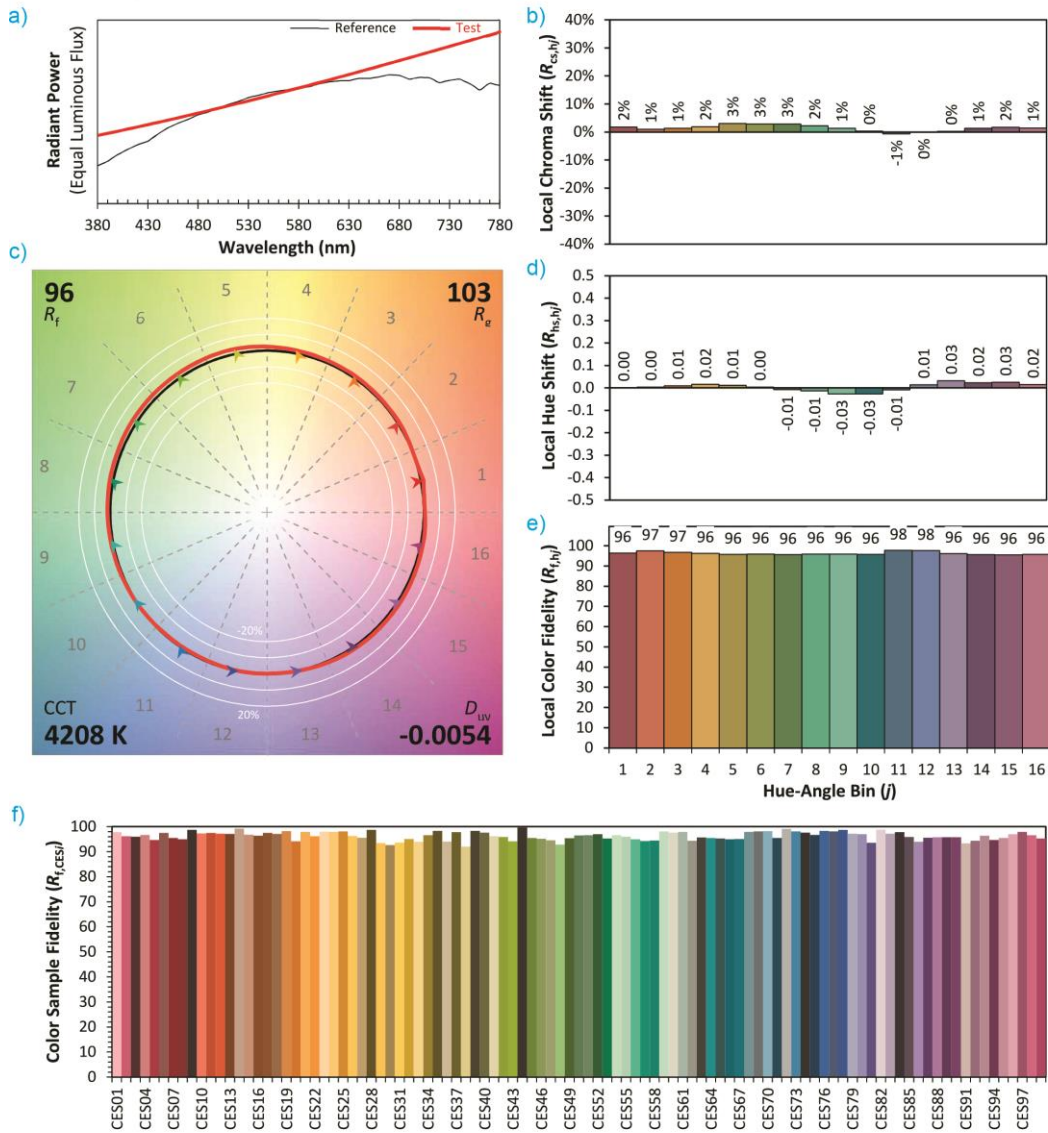 a)
Radiant Power
(Equal Luminous Flux)
Reference Test
380 430 480 530 580 630 680 730 780
Wavelength (nm)
b)
Local Chroma Shift (Rcs,hj)
40%
30%
20%
10%
0%
-10%
-20%
-30%
-40%
2% 1% 1% 2% 3% 3% 3% 2% 1% 0% -1% 0% 0% 1% 2% 1%
c)
96
Rf
103
Rg
1
2
3
4
5
6
7
8
9
10
11
12
13
14
15
16
-20%
20%
CCT
4208 K
Duv
-0.0054
d)
Local Hue Shift (Rhs,hj)
0.5
0.4
0.3
0.2
0.1
0.0
-0.1
-0.2
-0.3
-0.4
-0.5
0.00 0.00 0.01 0.02 0.01 0.00 -0.01 -0.01 -0.03 -0.03 -0.01 0.01 0.03 0.02 0.03 0.02
e)
Local Color Fidelity (Rf,hj)
100
90
80
70
60
50
40
30
20
10
0
96 97 97 96 96 96 96 96 96 96 98 98 96 96 96 96
1 2 3 4 5 6 7 8 9 10 11 12 13 14 15 16
Hue-Angle Bin (j)
f)
Color Sample Fidelity (Rf,CESi)
100
90
80
70
60
50
40
30
20
10
0
CES01 CES04 CES07 CES10 CES13 CES16 CES19 CES22 CES25 CES28 CES31 CES34 CES37 CES40 CES43 CES46 CES49 CES52 CES55 CES58 CES61 CES64 CES67 CES70 CES73 CES76 CES79 CES82 CES85 CES88 CES91 CES94 CES97